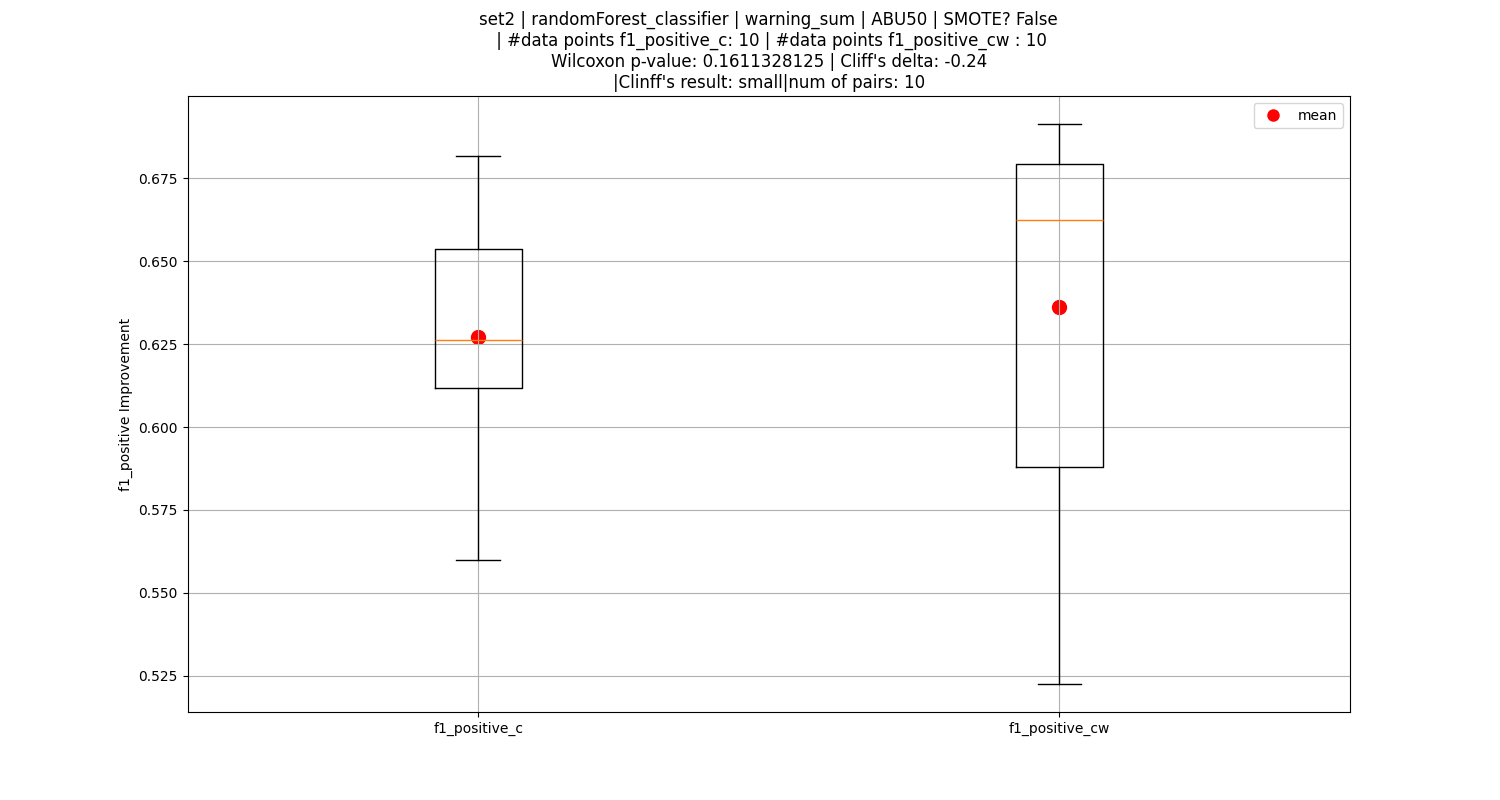 set2 | randomForest_classifier | warning_sum | ABU50 | SMOTE? False
| #data points f1_positive_c: 10 | #data points f1_positive_cw : 10
Wilcoxon p-value: 0.1611328125 | Cliff's delta: -0.24
|Clinff's result: small|num of pairs: 10
mean
f1_positive Improvement
0.675
0.650
0.625
0.600
0.575
0.550
0.525
f1_positive_c
f1_positive_cw